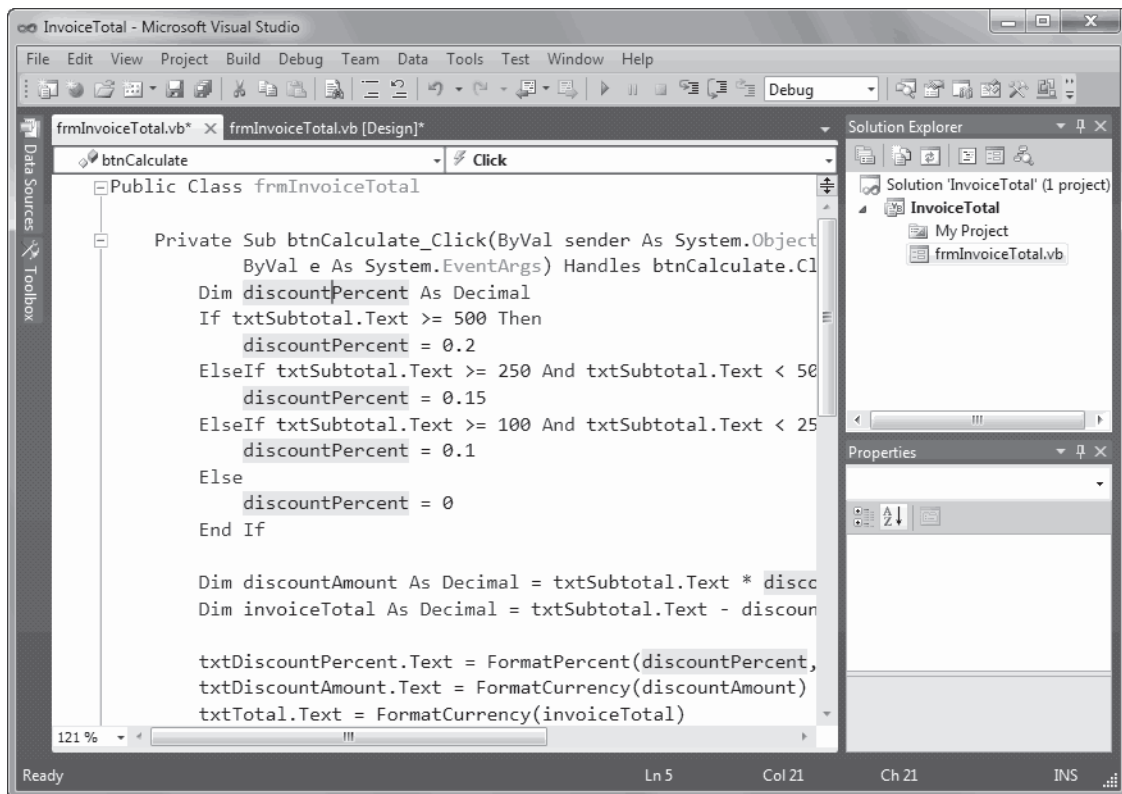 InvoiceTotal - Microsoft Visual Studio
File Edit View Project Build Debug Team Data Tools Test Window Help
Debug
Data Sources
Toolbox
frmInvoiceTotal.vb* frmInvoiceTotal.vb [Design]*
btnCalculate Click
Public Class frmInvoiceTotal
Private Sub btnCalculate_Click(ByVal sender As System.Object
ByVal e As System.EventArgs) Handles btnCalculate.Cl
Dim discountPercent As Decimal
If txtSubtotal.Text >= 500 Then
discountPercent = 0.2
ElseIf txtSubtotal.Text >= 250 And txtSubtotal.Text < 50
discountPercent = 0.15
ElseIf txtSubtotal.Text >= 100 And txtSubtotal.Text < 25
discountPercent = 0.1
Else
discountPercent = 0
End If
Dim discountAmount As Decimal = txtSubtotal.Text * discc
Dim invoiceTotal As Decimal = txtSubtotal.Text - discoun
txtDiscountPercent.Text = FormatPercent(discountPercent,
txtDiscountAmount.Text = FormatCurrency(discountAmount)
txtTotal.Text = FormatCurrency(invoiceTotal)
121 %
Solution Explorer
Solution 'InvoiceTotal' (1 project)
InvoiceTotal
My Project
frmInvoiceTotal.vb
Properties
Ready Ln 5 Col 21 Ch 21 INS